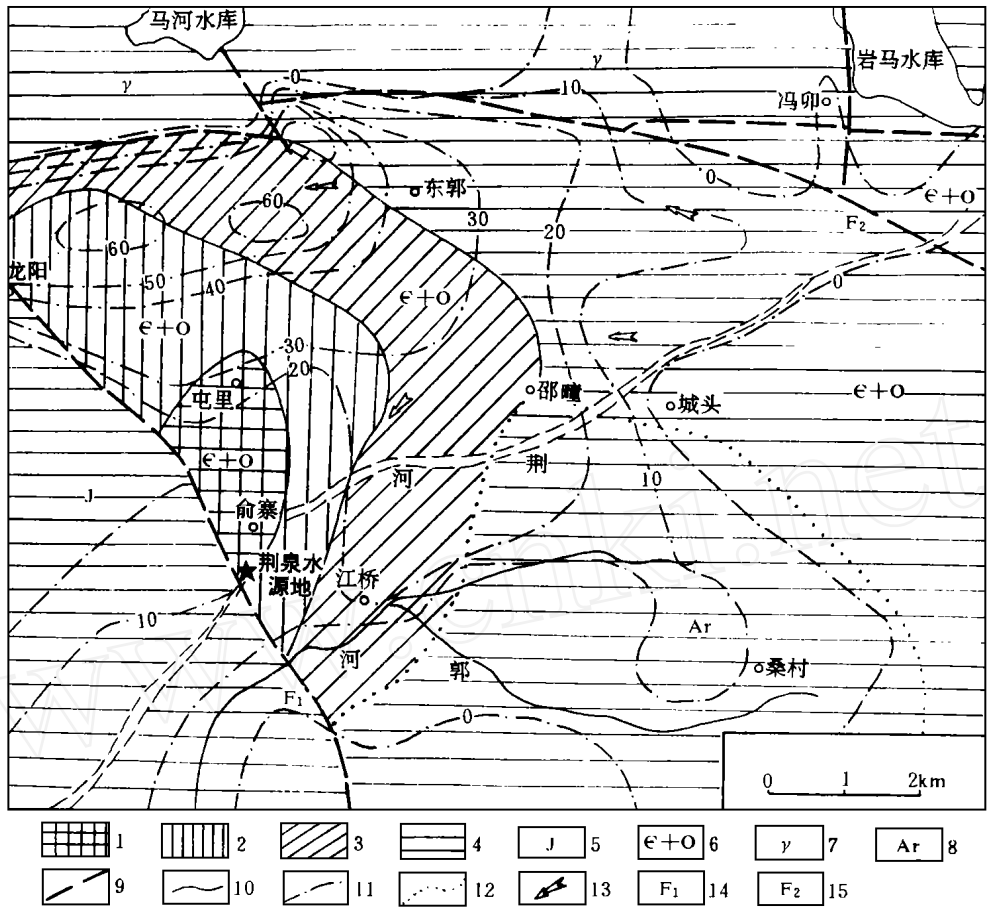 马河水库
γ
0
γ
10
岩马水库
冯卯
东郭
0
Є+O
60
30
F₂
20
60
龙阳
50
40
0
Є+O
Є+O
30
20
屯里
邵疃
城头
Є+O
Є+O
河
荆
10
J
俞寨
荆泉水
源地
江桥
10
Ar
河
郭
桑村
F₁
0
0 1 2km
1 2 3 4 J 5 Є+O 6 γ 7 Ar 8
9 10 11 12 13 F₁ 14 F₂ 15
www.cnki.net